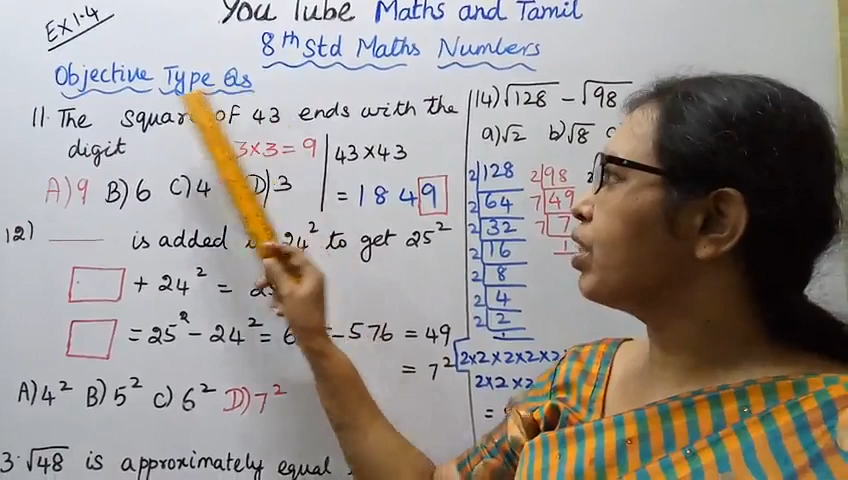 You Tube Maths and Tamil
Ex 1.4
8th Std Maths Numbers
Objective Type Qs
11. The square of 43 ends with the
digit 3×3=9
43×43
A) 9 B) 6 C) 4 D) 3
= 1849
12) ____ is added 24² to get 25²
□ + 24² =
□ = 25² - 24² = - 576 = 49
= 7²
A) 4² B) 5² C) 6² D) 7²
3. √48 is approximately equal
14) √128 - √98
a) √2 b) √8
2 128
2 64
2 32
2 16
2 8
2 4
2 2
1
2 98
7 49
7 7
1
2×2×2×2×2
2×2×2
=